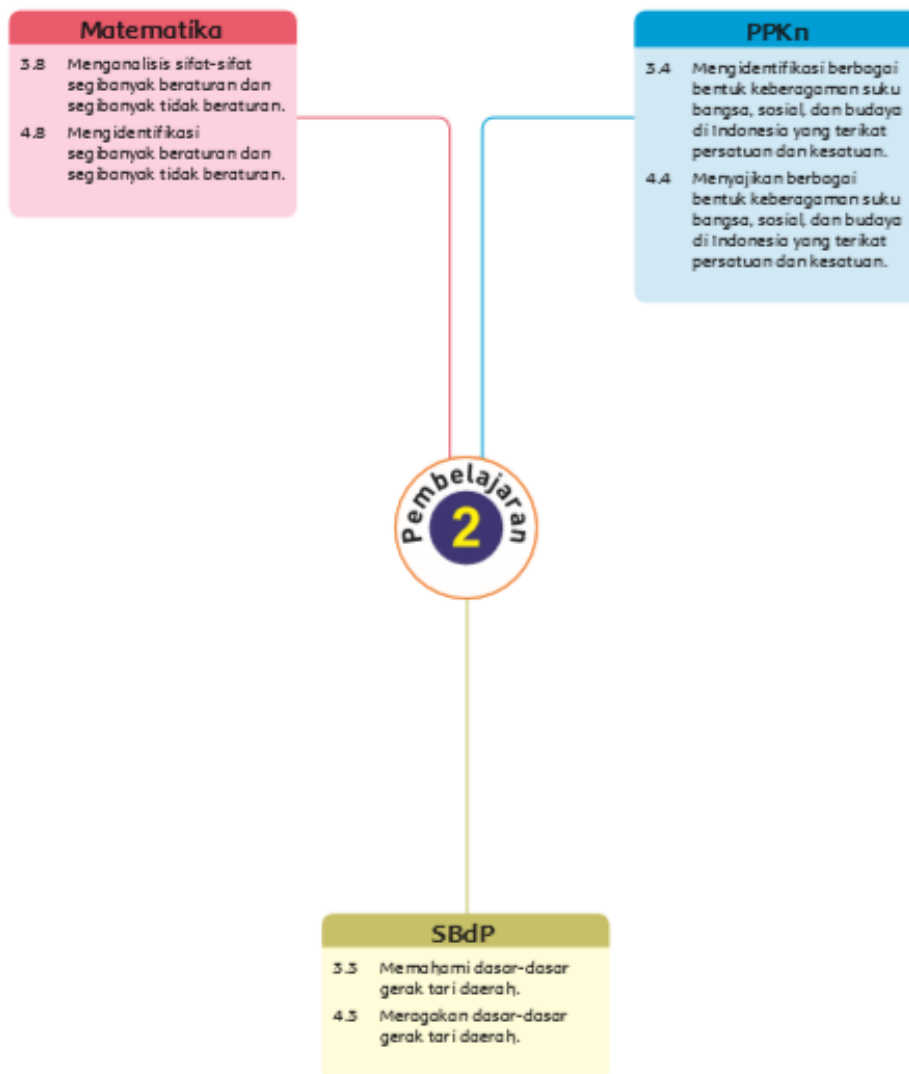 Matematika
3.8 Menganalisis sifat-sifat
segibanyak beraturan dan
segibanyak tidak beraturan.
4.8 Mengidentifikasi
segibanyak beraturan dan
segibanyak tidak beraturan.
PPKn
3.4 Mengidentifikasi berbagai
bentuk keberagaman suku
bangsa, sosial, dan budaya
di Indonesia yang terikat
persatuan dan kesatuan.
4.4 Menyajikan berbagai
bentuk keberagaman suku
bangsa, sosial, dan budaya
di Indonesia yang terikat
persatuan dan kesatuan.
Pembelajaran
2
SBdP
3.3 Memahami dasar-dasar
gerak tari daerah.
4.3 Meragakan dasar-dasar
gerak tari daerah.